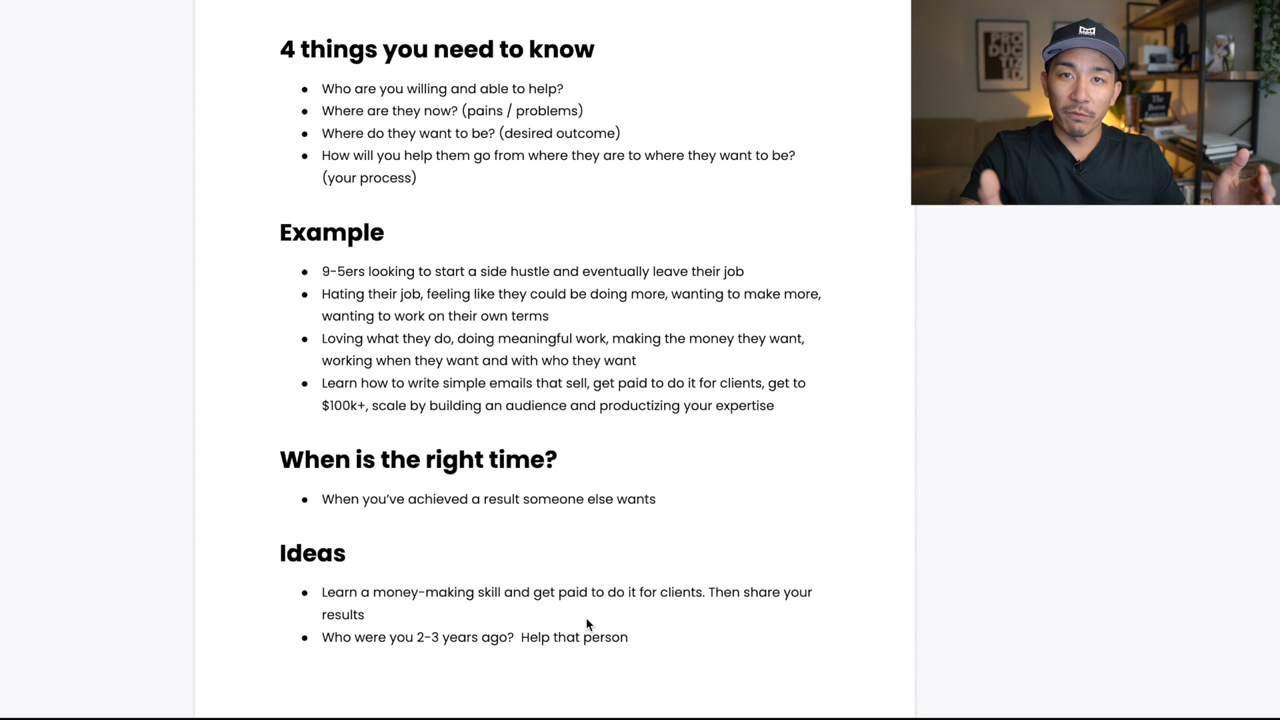 4 things you need to know
● Who are you willing and able to help?
● Where are they now? (pains / problems)
● Where do they want to be? (desired outcome)
● How will you help them go from where they are to where they want to be?
(your process)
Example
● 9-5ers looking to start a side hustle and eventually leave their job
● Hating their job, feeling like they could be doing more, wanting to make more,
wanting to work on their own terms
● Loving what they do, doing meaningful work, making the money they want,
working when they want and with who they want
● Learn how to write simple emails that sell, get paid to do it for clients, get to
$100k+, scale by building an audience and productizing your expertise
When is the right time?
● When you’ve achieved a result someone else wants
Ideas
● Learn a money-making skill and get paid to do it for clients. Then share your
results
● Who were you 2-3 years ago?  Help that person
PRO
DUC
TIZ
ED
The